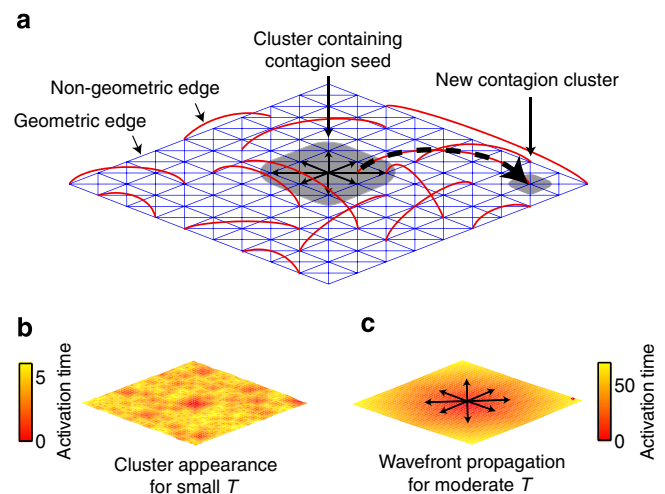 a
Cluster containing
contagion seed
Non-geometric edge
New contagion cluster
Geometric edge
b
c
5
0
Activation time
50
0
Activation time
Cluster appearance
for small T
Wavefront propagation
for moderate T